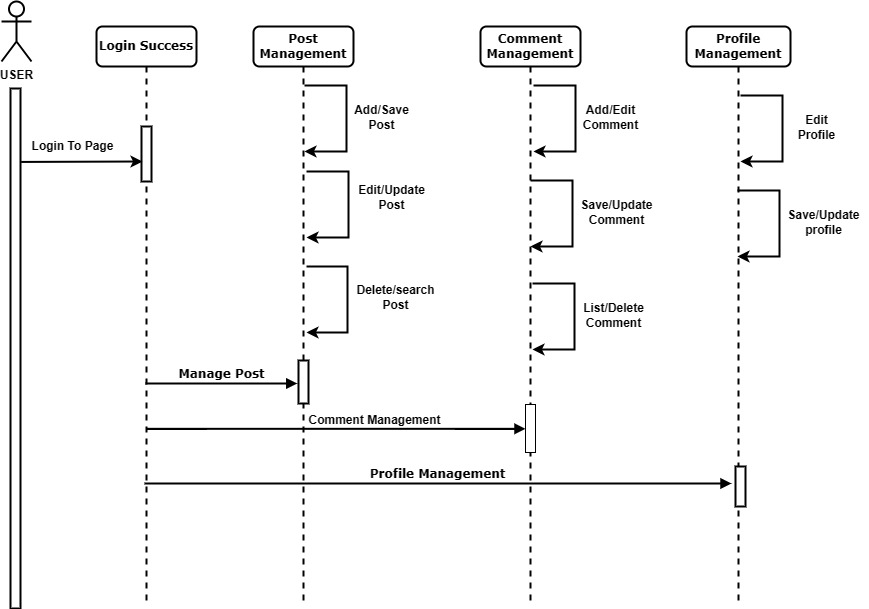 USER
Login Success
Post
Management
Comment
Management
Profile
Management
Add/Save
Post
Add/Edit
Comment
Edit
Profile
Login To Page
Edit/Update
Post
Save/Update
Comment
Save/Update
profile
Delete/search
Post
List/Delete
Comment
Manage Post
Comment Management
Profile Management